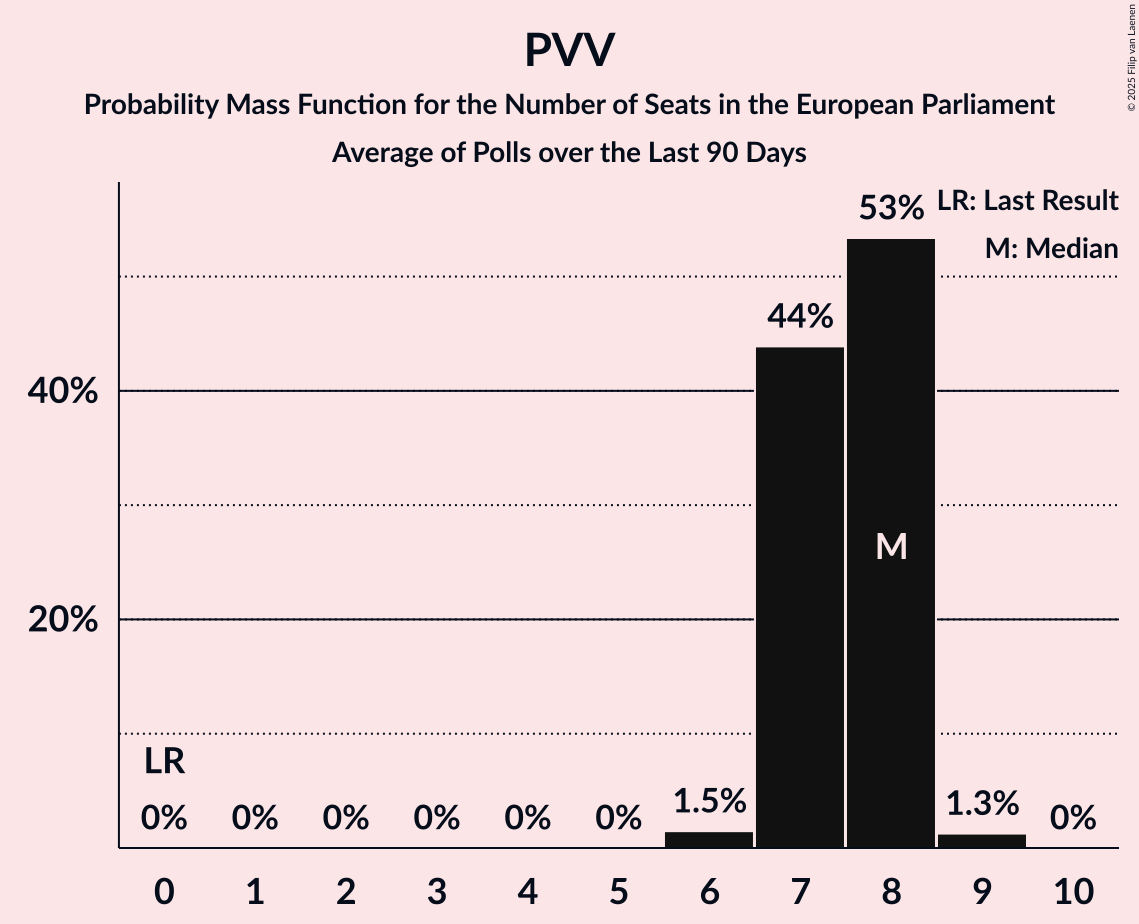 PVV
Probability Mass Function for the Number of Seats in the European Parliament
Average of Polls over the Last 90 Days
© 2025 Filip van Laenen
LR: Last Result
M: Median
53%
44%
40%
M
20%
LR
0% 0% 0% 0% 0% 0% 1.5% 1.3% 0%
0 1 2 3 4 5 6 7 8 9 10